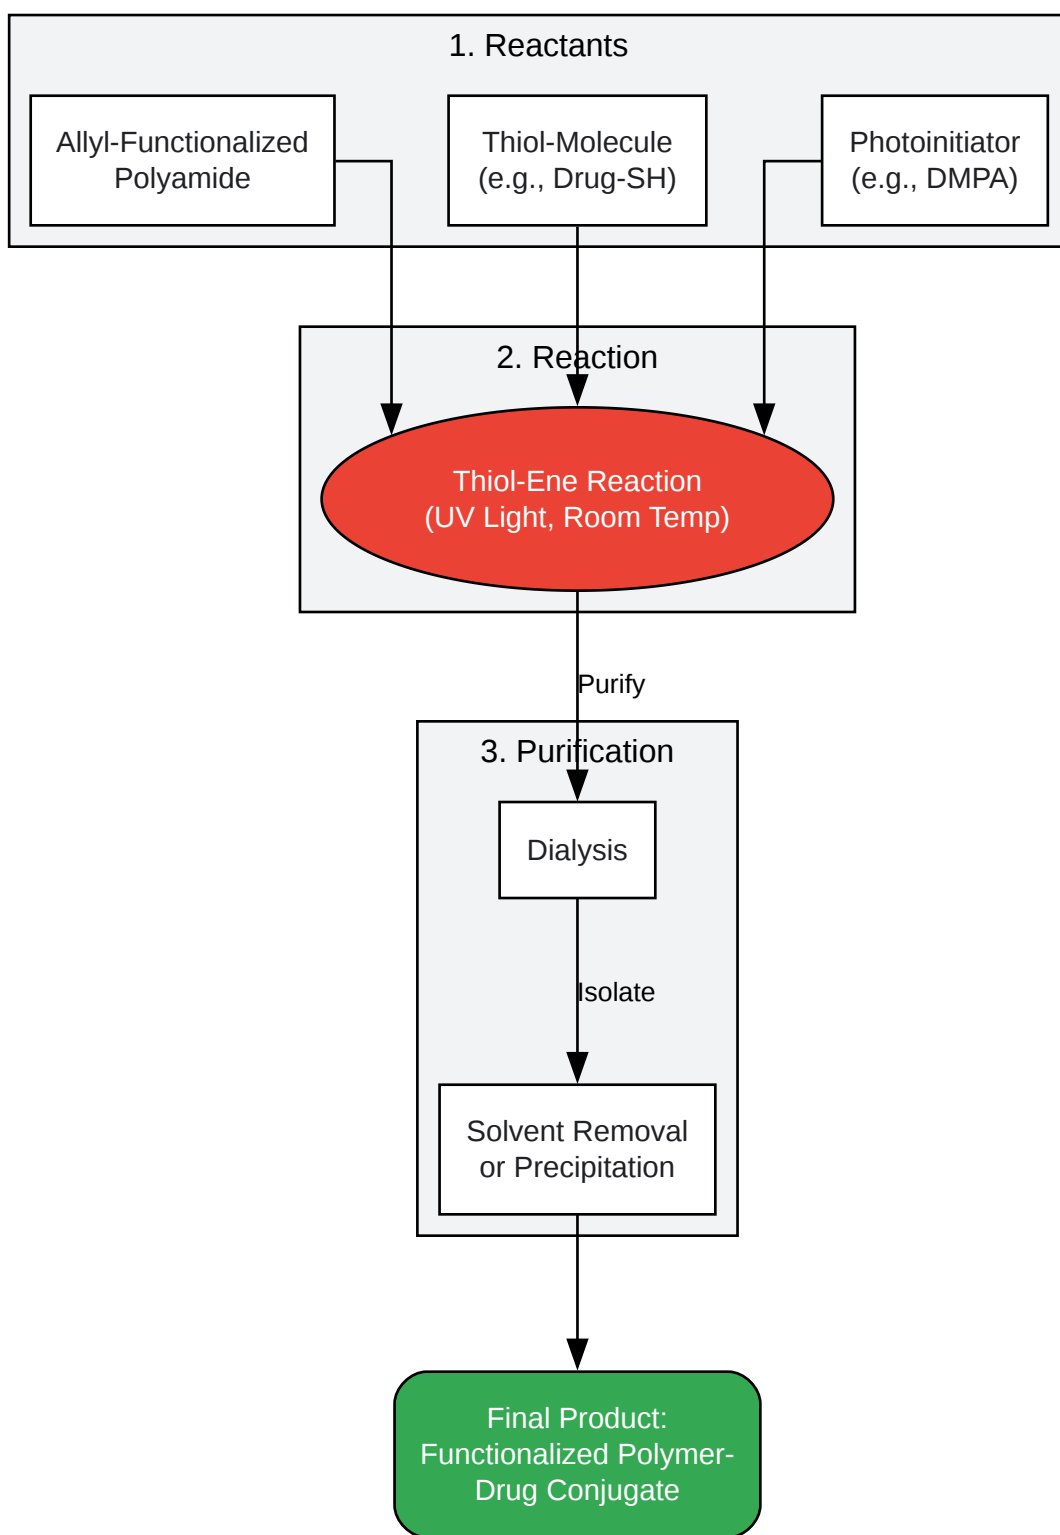 1. Reactants
Allyl-Functionalized
Polyamide
Thiol-Molecule
(e.g., Drug-SH)
Photoinitiator
(e.g., DMPA)
2. Reaction
Thiol-Ene Reaction
(UV Light, Room Temp)
Purify
3. Purification
Dialysis
Isolate
Solvent Removal
or Precipitation
Final Product:
Functionalized Polymer-
Drug Conjugate